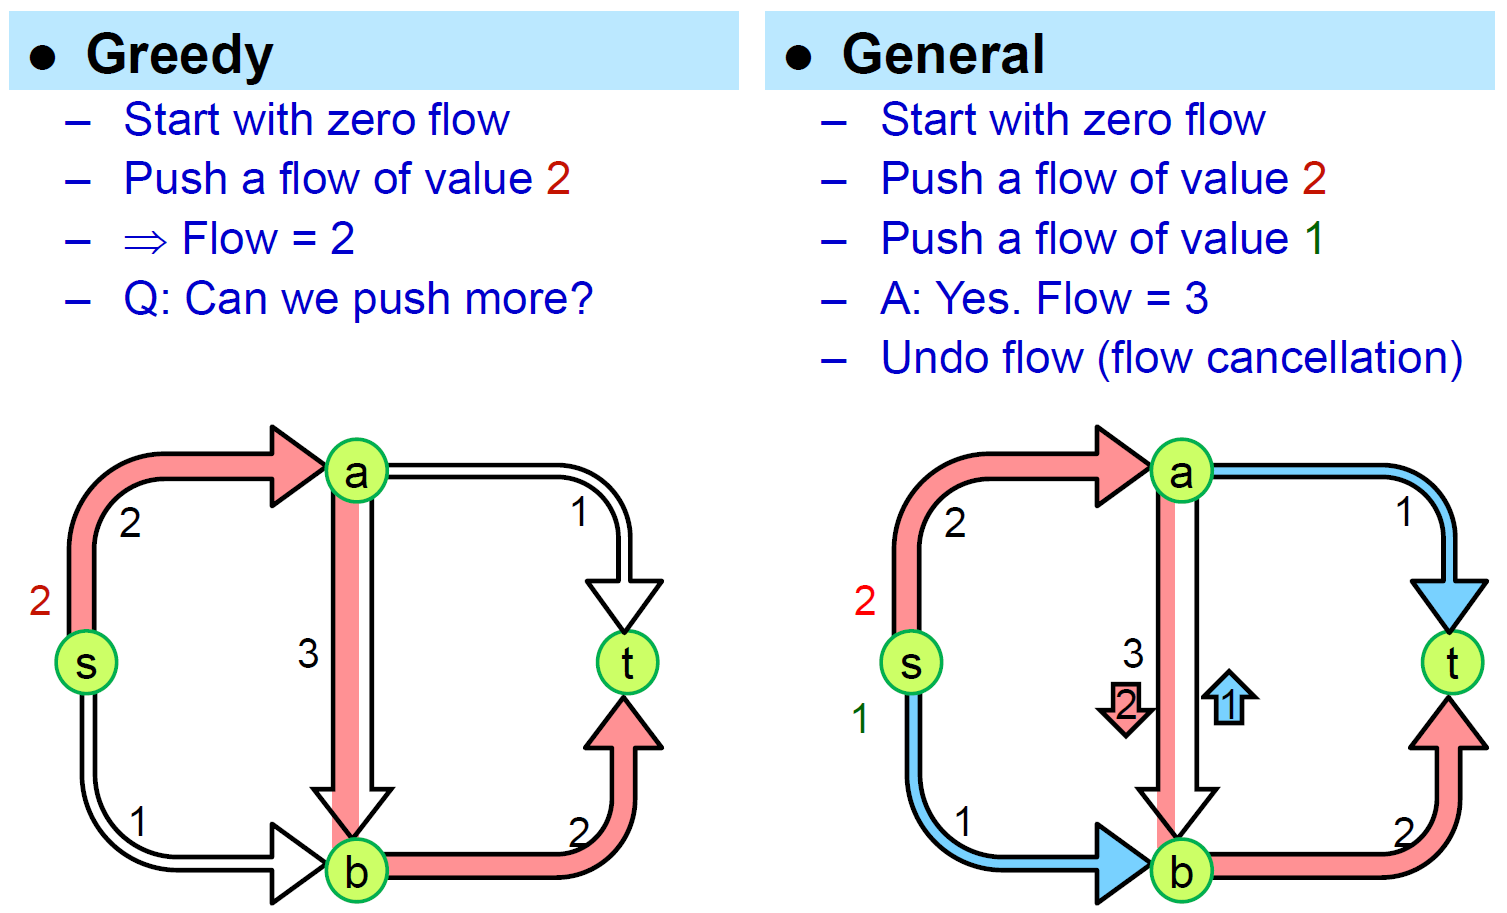 ● Greedy
– Start with zero flow
– Push a flow of value 2
– ⇒ Flow = 2
– Q: Can we push more?
a
2
1
2
3
s
t
1
2
b
● General
– Start with zero flow
– Push a flow of value 2
– Push a flow of value 1
– A: Yes. Flow = 3
– Undo flow (flow cancellation)
a
2
1
2
3
s
t
2
1
1
1
2
b